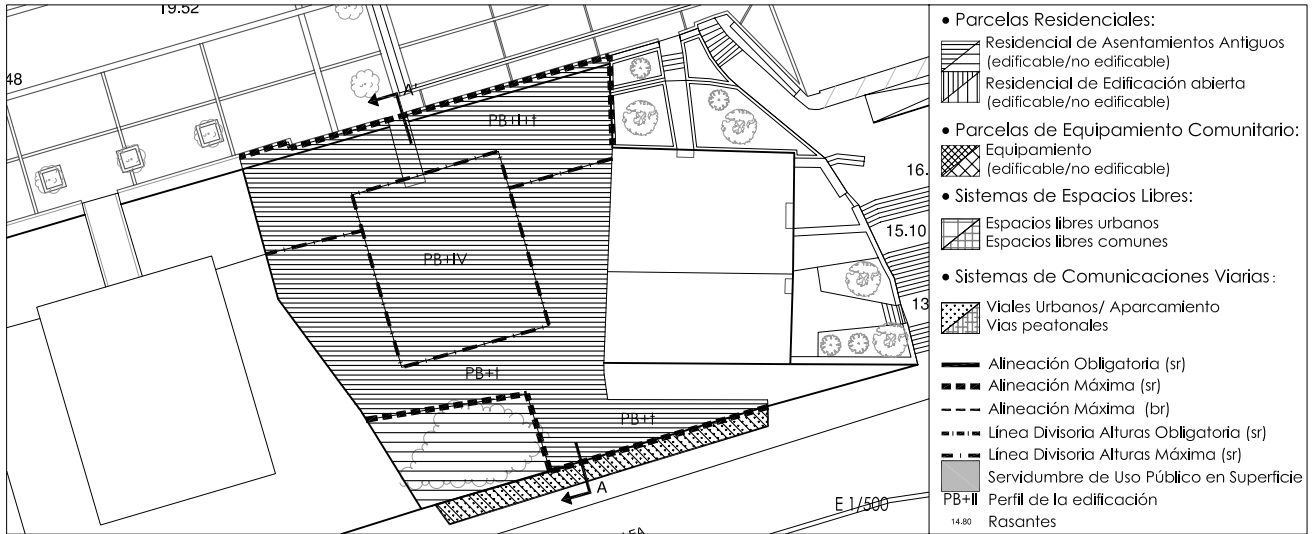 19.52
48
A'
PB+I+t
PB+IV
PB+I
PB+t
A
E 1/500
16.
15.10
13
• Parcelas Residenciales:
Residencial de Asentamientos Antiguos
(edificable/no edificable)
Residencial de Edificación abierta
(edificable/no edificable)
• Parcelas de Equipamiento Comunitario:
Equipamiento
(edificable/no edificable)
• Sistemas de Espacios Libres:
Espacios libres urbanos
Espacios libres comunes
• Sistemas de Comunicaciones Viarias:
Viales Urbanos/ Aparcamiento
Vias peatonales
Alineación Obligatoria (sr)
Alineación Máxima (sr)
Alineación Máxima (br)
Línea Divisoria Alturas Obligatoria (sr)
Línea Divisoria Alturas Máxima (sr)
Servidumbre de Uso Público en Superficie
PB+II Perfil de la edificación
14.80 Rasantes